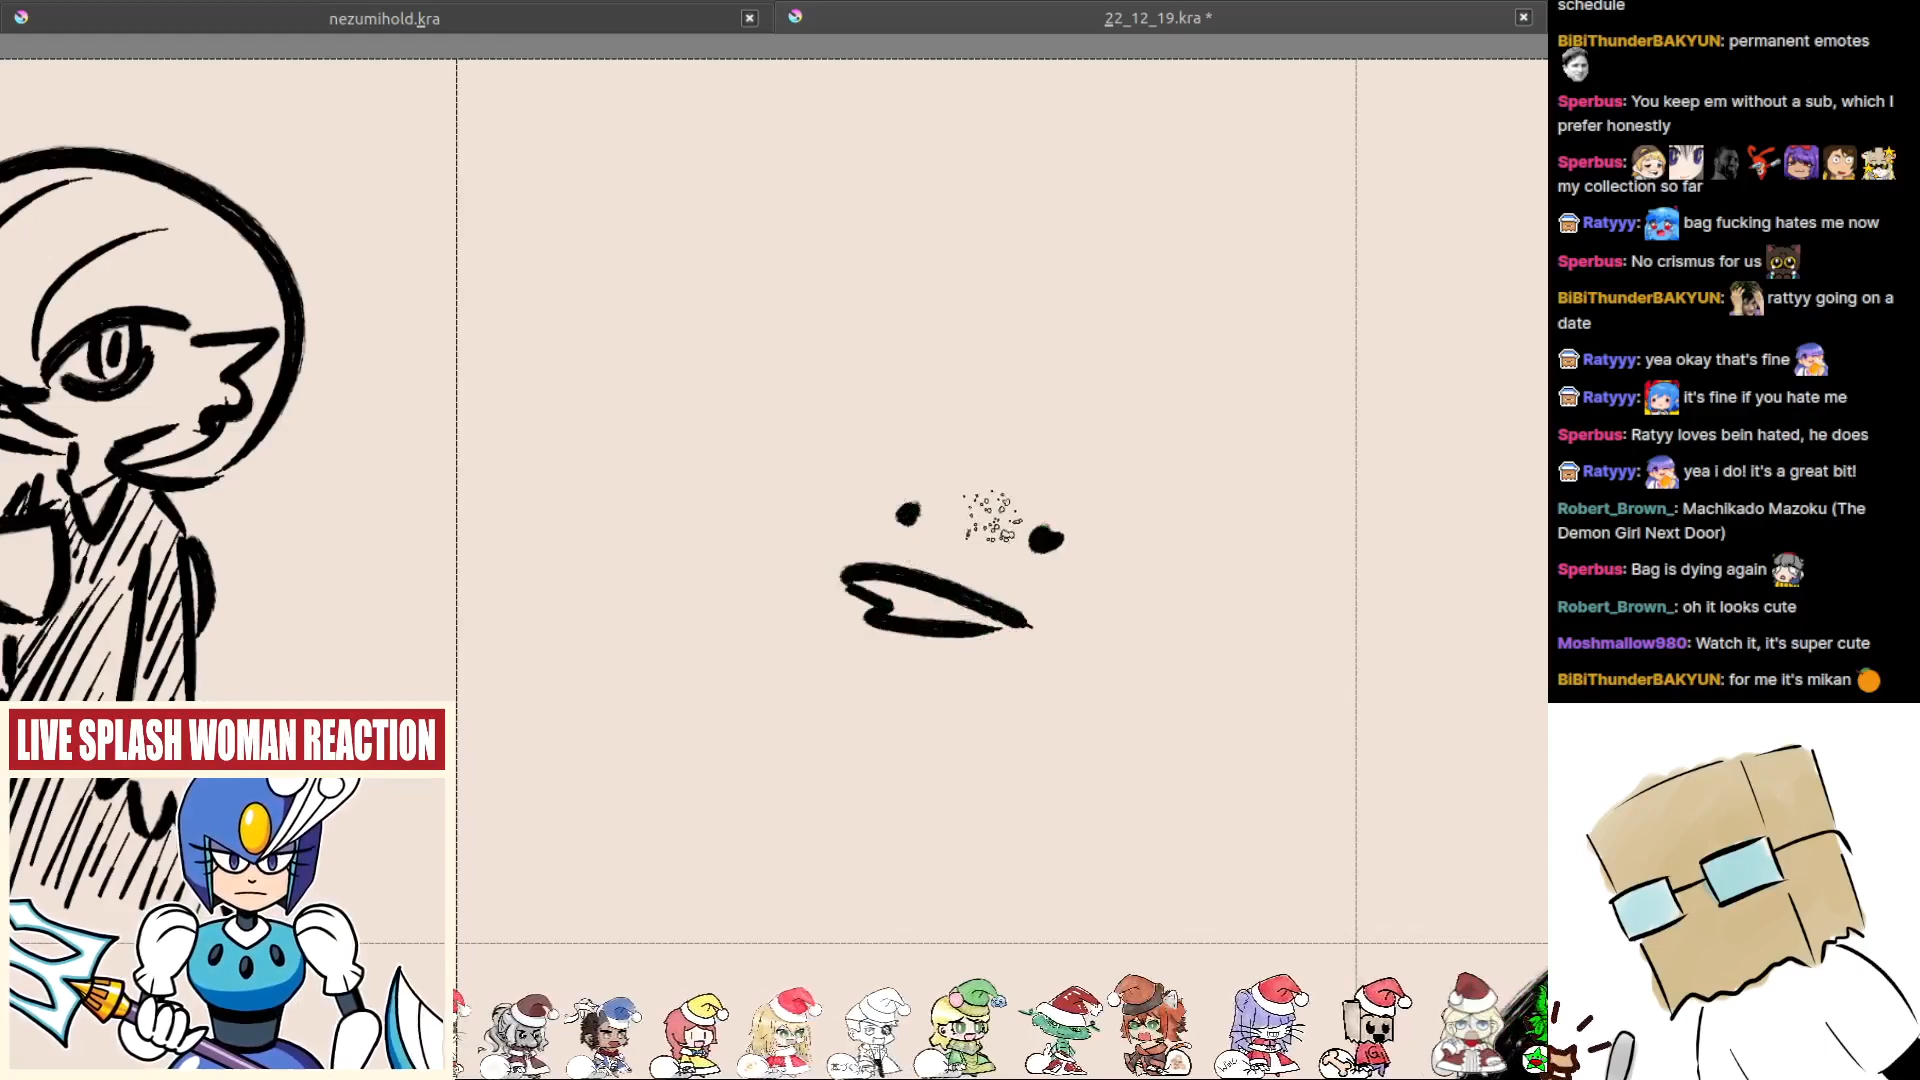 nezumihold.kra
22_12_19.kra *
schedule
BiBiThunderBAKYUN: permanent emotes
Sperbus: You keep em without a sub, which I
prefer honestly
Sperbus:
my collection so far
Ratyyy: bag fucking hates me now
Sperbus: No crismus for us
BiBiThunderBAKYUN: rattyy going on a
date
Ratyyy: yea okay that's fine
Ratyyy: it's fine if you hate me
Sperbus: Ratyy loves bein hated, he does
Ratyyy: yea i do! it's a great bit!
Robert_Brown_: Machikado Mazoku (The
Demon Girl Next Door)
Sperbus: Bag is dying again
Robert_Brown_: oh it looks cute
Moshmallow980: Watch it, it's super cute
BiBiThunderBAKYUN: for me it's mikan
LIVE SPLASH WOMAN REACTION